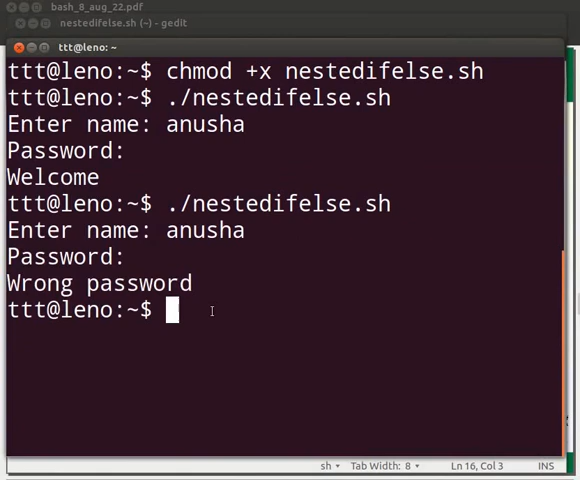 bash_8_aug_22.pdf
nestedifelse.sh (~) - gedit
ttt@leno: ~
ttt@leno:~$ chmod +x nestedifelse.sh
ttt@leno:~$ ./nestedifelse.sh
Enter name: anusha
Password:
Welcome
ttt@leno:~$ ./nestedifelse.sh
Enter name: anusha
Password:
Wrong password
ttt@leno:~$
sh Tab Width: 8 Ln 16, Col 3 INS